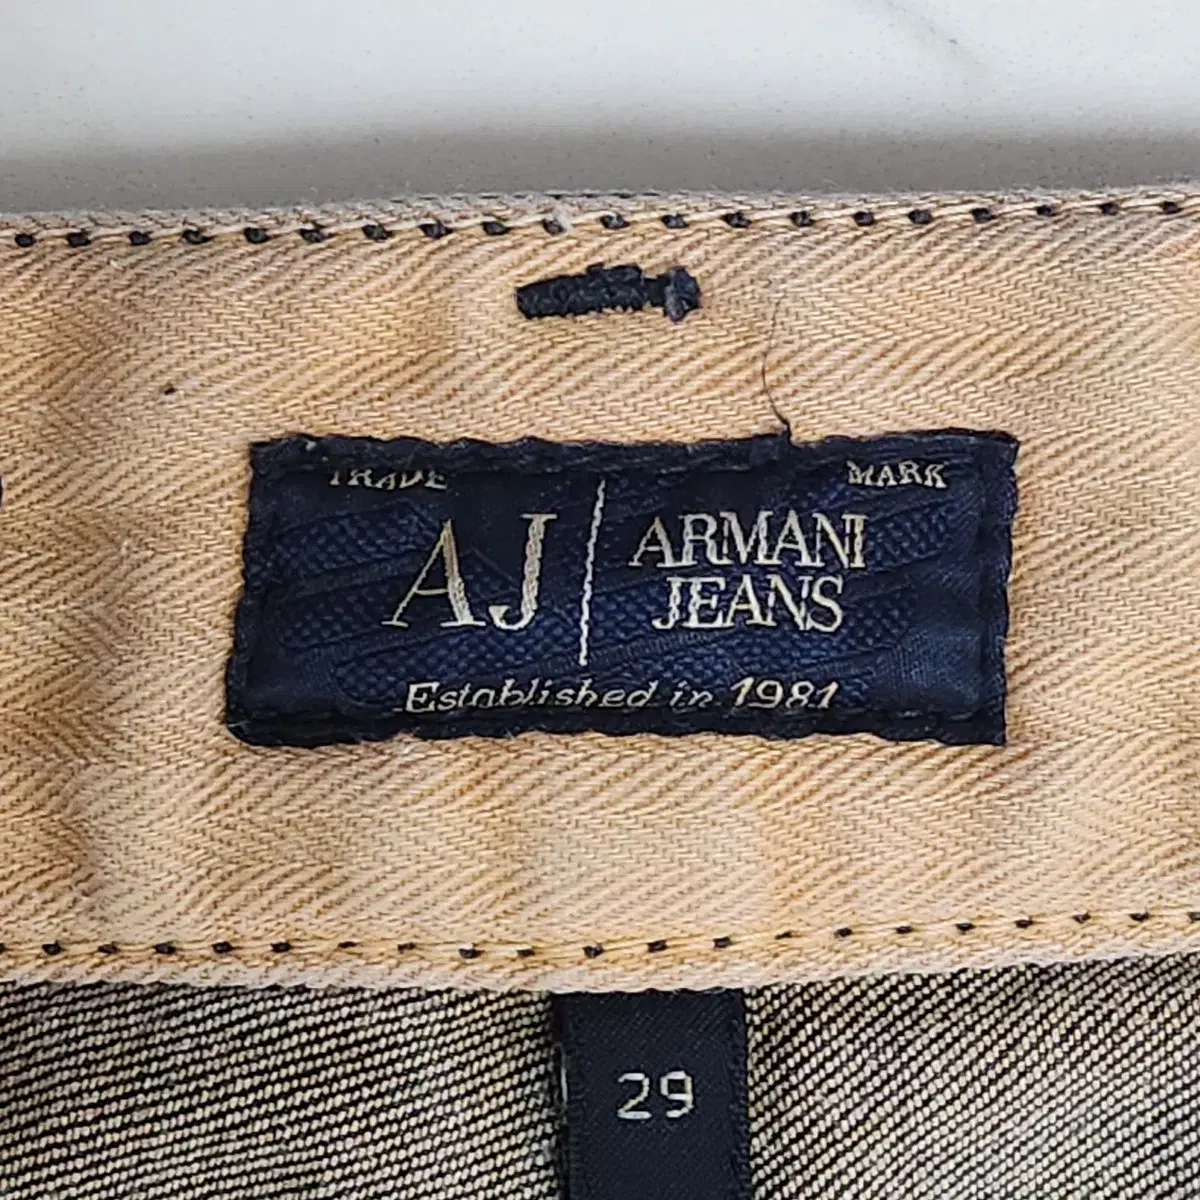 TRADE MARK
AJ ARMANI
JEANS
Established in 1981
29